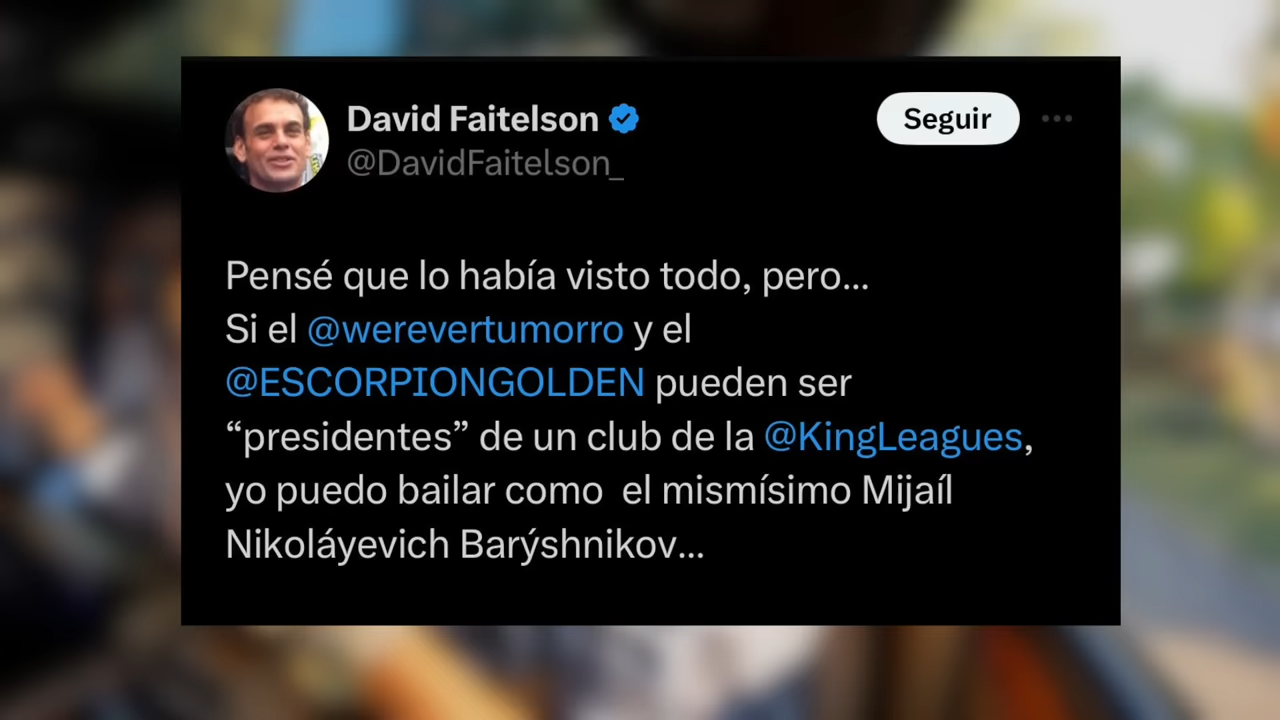 David Faitelson
Seguir
@DavidFaitelson_
Pensé que lo había visto todo, pero...
Si el @werevertumorro y el
@ESCORPIONGOLDEN pueden ser
“presidentes” de un club de la @KingLeagues,
yo puedo bailar como  el mismísimo Mijaíl
Nikoláyevich Barýshnikov...